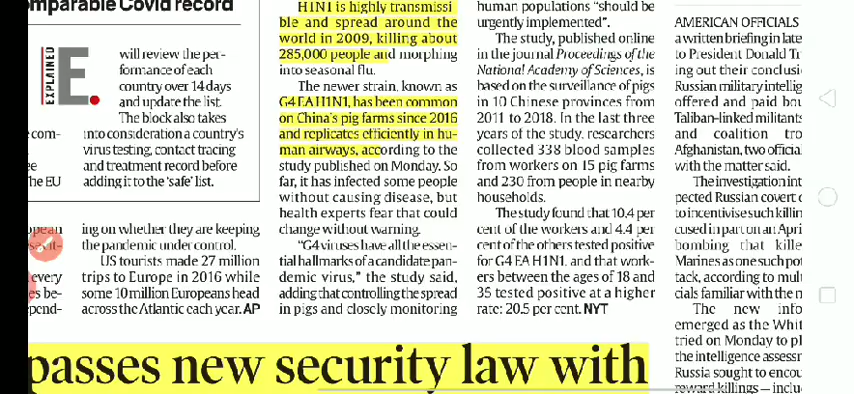 mparable Covid record
EXPLAINED
E.
will review the per-
formance of each
country over 14 days
and update the list.
The block also takes
into consideration a country's
virus testing, contact tracing
and treatment record before
adding it to the 'safe' list.
com-
ee
he EU
opean
every
es be-
pend-
ing on whether they are keeping
the pandemic under control.
US tourists made 27 million
trips to Europe in 2016 while
some 10 million Europeans head
across the Atlantic each year. AP
H1N1 is highly transmissi
ble and spread around the
world in 2009, killing about
285,000 people and morphing
into seasonal flu.
The newer strain, known as
G4 EA H1N1, has been common
on China's pig farms since 2016
and replicates efficiently in hu-
man airways, according to the
study published on Monday. So
far, it has infected some people
without causing disease, but
health experts fear that could
change without warning.
"G4 viruses have all the essen-
tial hallmarks of a candidate pan-
demic virus," the study said,
adding that controlling the spread
in pigs and closely monitoring
human populations "should be
urgently implemented".
The study, published online
in the journal Proceedings of the
National Academy of Sciences, is
based on the surveillance of pigs
in 10 Chinese provinces from
2011 to 2018. In the last three
years of the study, researchers
collected 338 blood samples
from workers on 15 pig farms
and 230 from people in nearby
households.
The study found that 10.4 per
cent of the workers and 4.4 per
cent of the others tested positive
for G4 EA H1N1, and that work-
ers between the ages of 18 and
35 tested positive at a higher
rate: 20.5 per cent. NYT
AMERICAN OFFICIALS
a written briefing in late
to President Donald Tr
ing out their conclusi
Russian military intellig
offered and paid bou
Taliban-linked militants
and coalition tro
Afghanistan, two official
with the matter said.
The investigation int
pected Russian covert o
to incentivise such killin
cused in part on an Apri
bombing that kille
Marines as one such pot
tack, according to mult
cials familiar with the n
The new info
emerged as the Whit
tried on Monday to pl
the intelligence assessr
Russia sought to encou
reward killings — inclu
passes new security law with